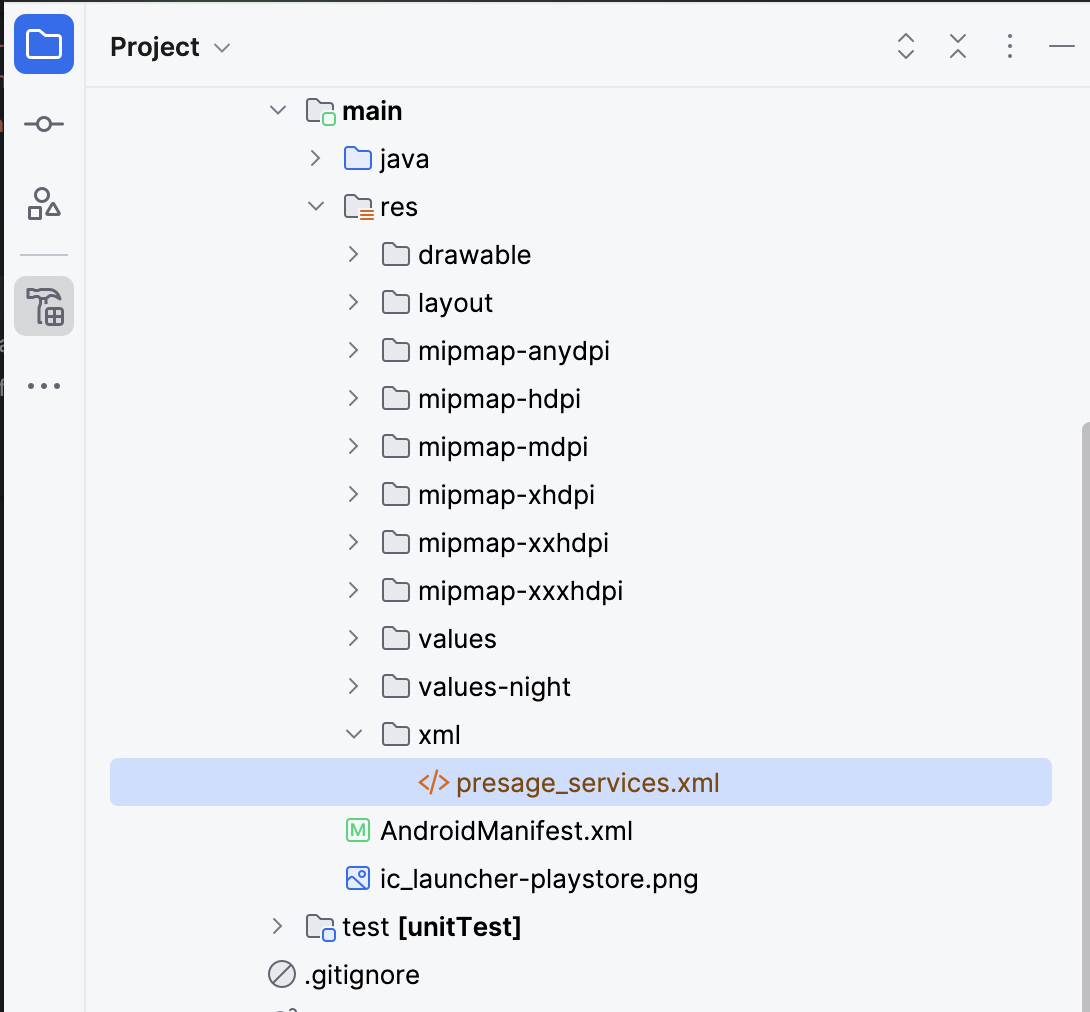 Project
main
java
res
drawable
layout
mipmap-anydpi
mipmap-hdpi
mipmap-mdpi
mipmap-xhdpi
mipmap-xxhdpi
mipmap-xxxhdpi
values
values-night
xml
</> presage_services.xml
M AndroidManifest.xml
ic_launcher-playstore.png
test [unitTest]
.gitignore